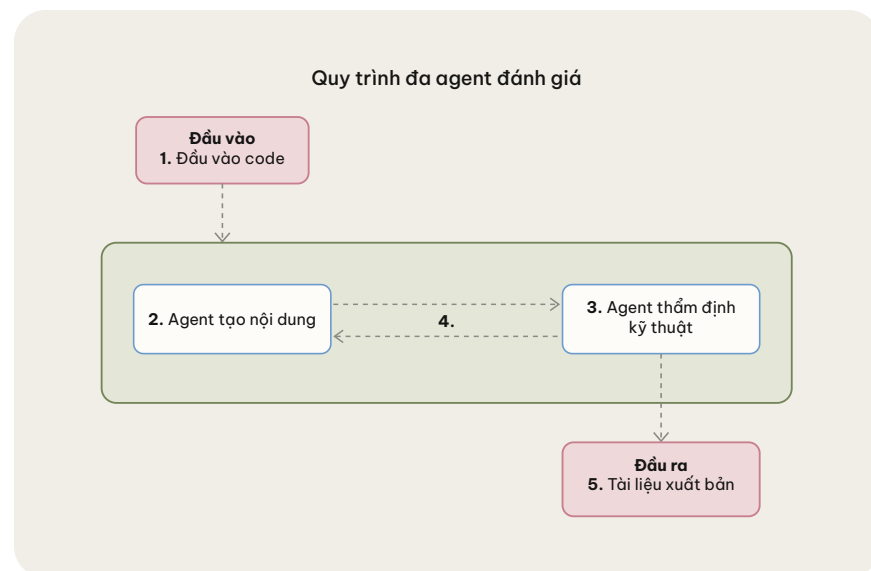 Quy trình đa agent đánh giá
Đầu vào
1. Đầu vào code
2. Agent tạo nội dung
4.
3. Agent thẩm định
kỹ thuật
Đầu ra
5. Tài liệu xuất bản